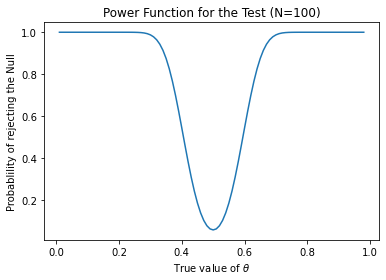 Power Function for the Test (N=100)
Probablility of rejecting the Null
1.0
0.8
0.6
0.4
0.2
0.0 0.2 0.4 0.6 0.8 1.0
True value of θ